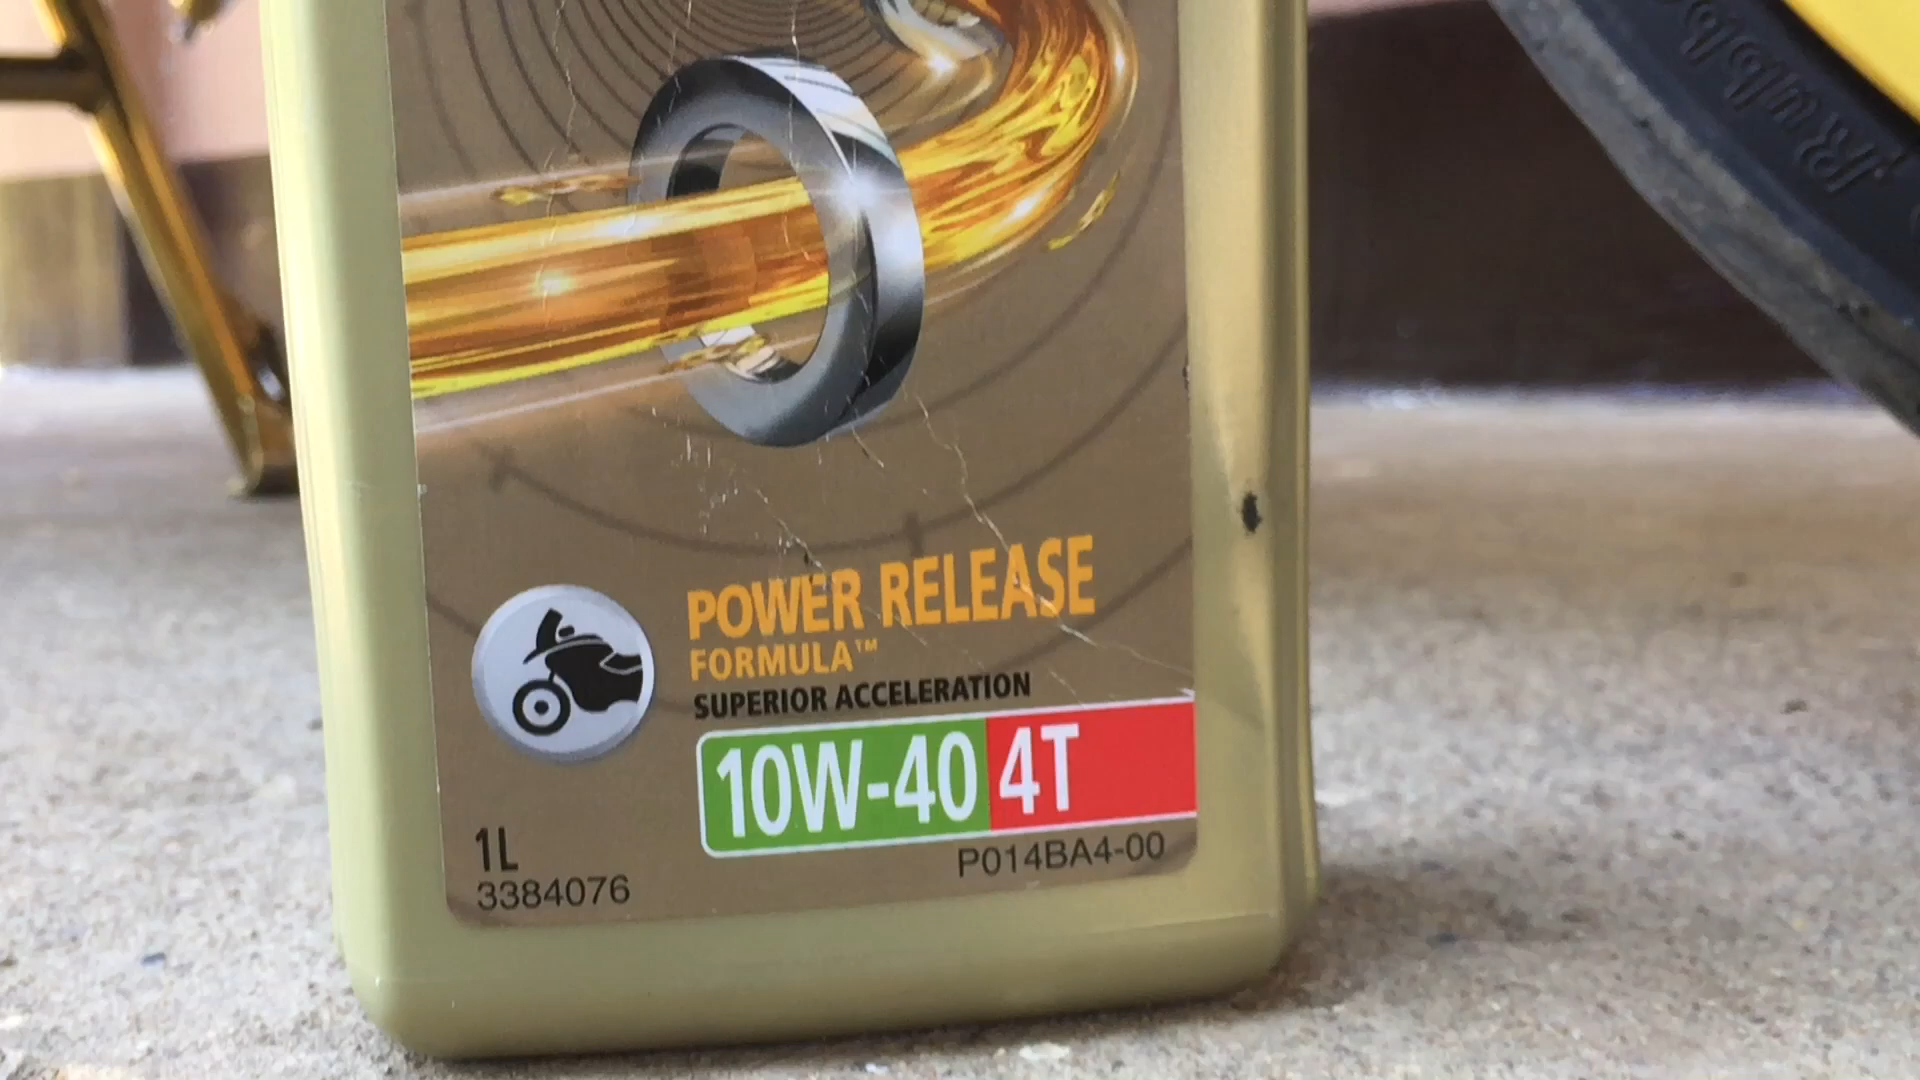 POWER RELEASE
FORMULA™
SUPERIOR ACCELERATION
10W-40 4T
1L
P014BA4-00
3384076